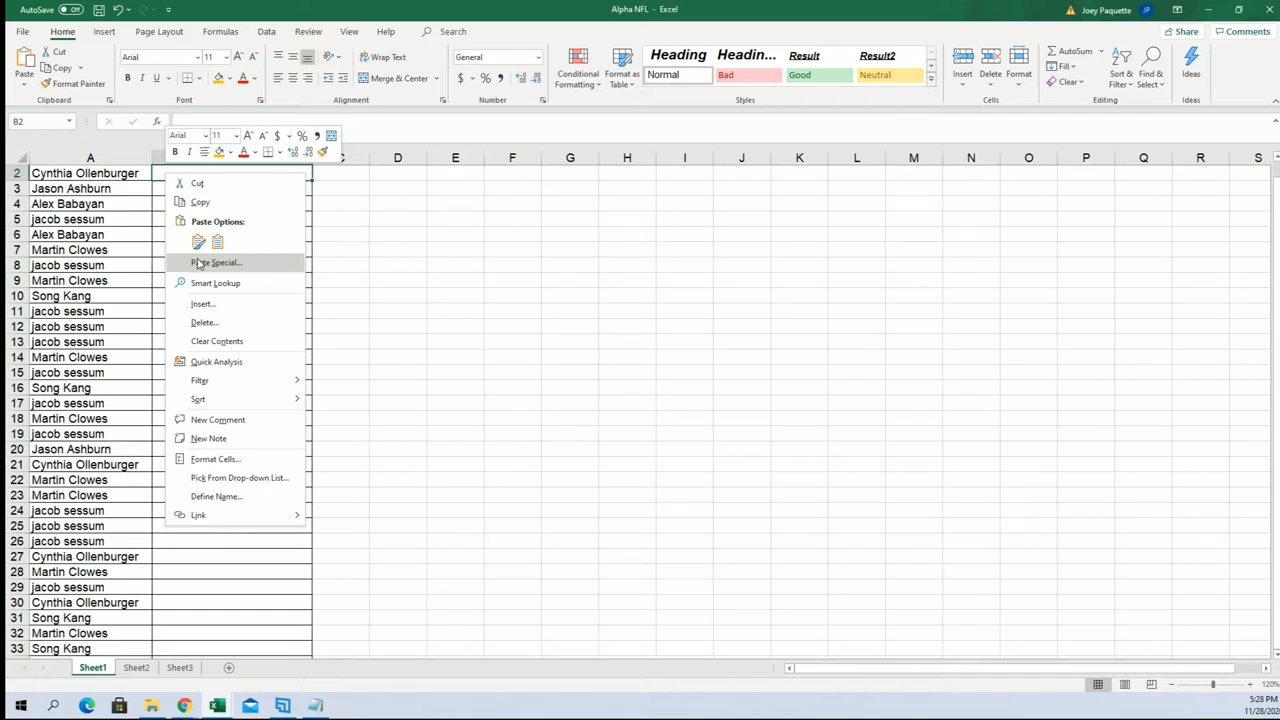 AutoSave Off Alpha NFL - Excel Joey Paquette JP
File Home Insert Page Layout Formulas Data Review View Help Search Share Comments
Cut
Copy
Format Painter
Paste
Clipboard
Arial 11
B I U
Font
Wrap Text
Merge & Center
Alignment
General
$ % ,
Number
Conditional Formatting
Format as Table
Heading Headin... Result Result2
Normal Bad Good Neutral
Styles
Insert Delete Format
Cells
AutoSum
Fill
Clear
Sort & Filter
Find & Select
Editing
Ideas
Ideas
B2 fx
Arial 11 A A $ % ,
B I A
A C D E F G H I J K L M N O P Q R S
2 Cynthia Ollenburger
3 Jason Ashburn
4 Alex Babayan
5 jacob sessum
6 Alex Babayan
7 Martin Clowes
8 jacob sessum
9 Martin Clowes
10 Song Kang
11 jacob sessum
12 jacob sessum
13 jacob sessum
14 Martin Clowes
15 jacob sessum
16 Song Kang
17 jacob sessum
18 Martin Clowes
19 jacob sessum
20 Jason Ashburn
21 Cynthia Ollenburger
22 Martin Clowes
23 Martin Clowes
24 jacob sessum
25 jacob sessum
26 jacob sessum
27 Cynthia Ollenburger
28 Martin Clowes
29 jacob sessum
30 Cynthia Ollenburger
31 Song Kang
32 Martin Clowes
33 Song Kang
Cut
Copy
Paste Options:
Paste Special...
Smart Lookup
Insert...
Delete...
Clear Contents
Quick Analysis
Filter
Sort
New Comment
New Note
Format Cells...
Pick From Drop-down List...
Define Name...
Link
Sheet1 Sheet2 Sheet3
120%
5:28 PM